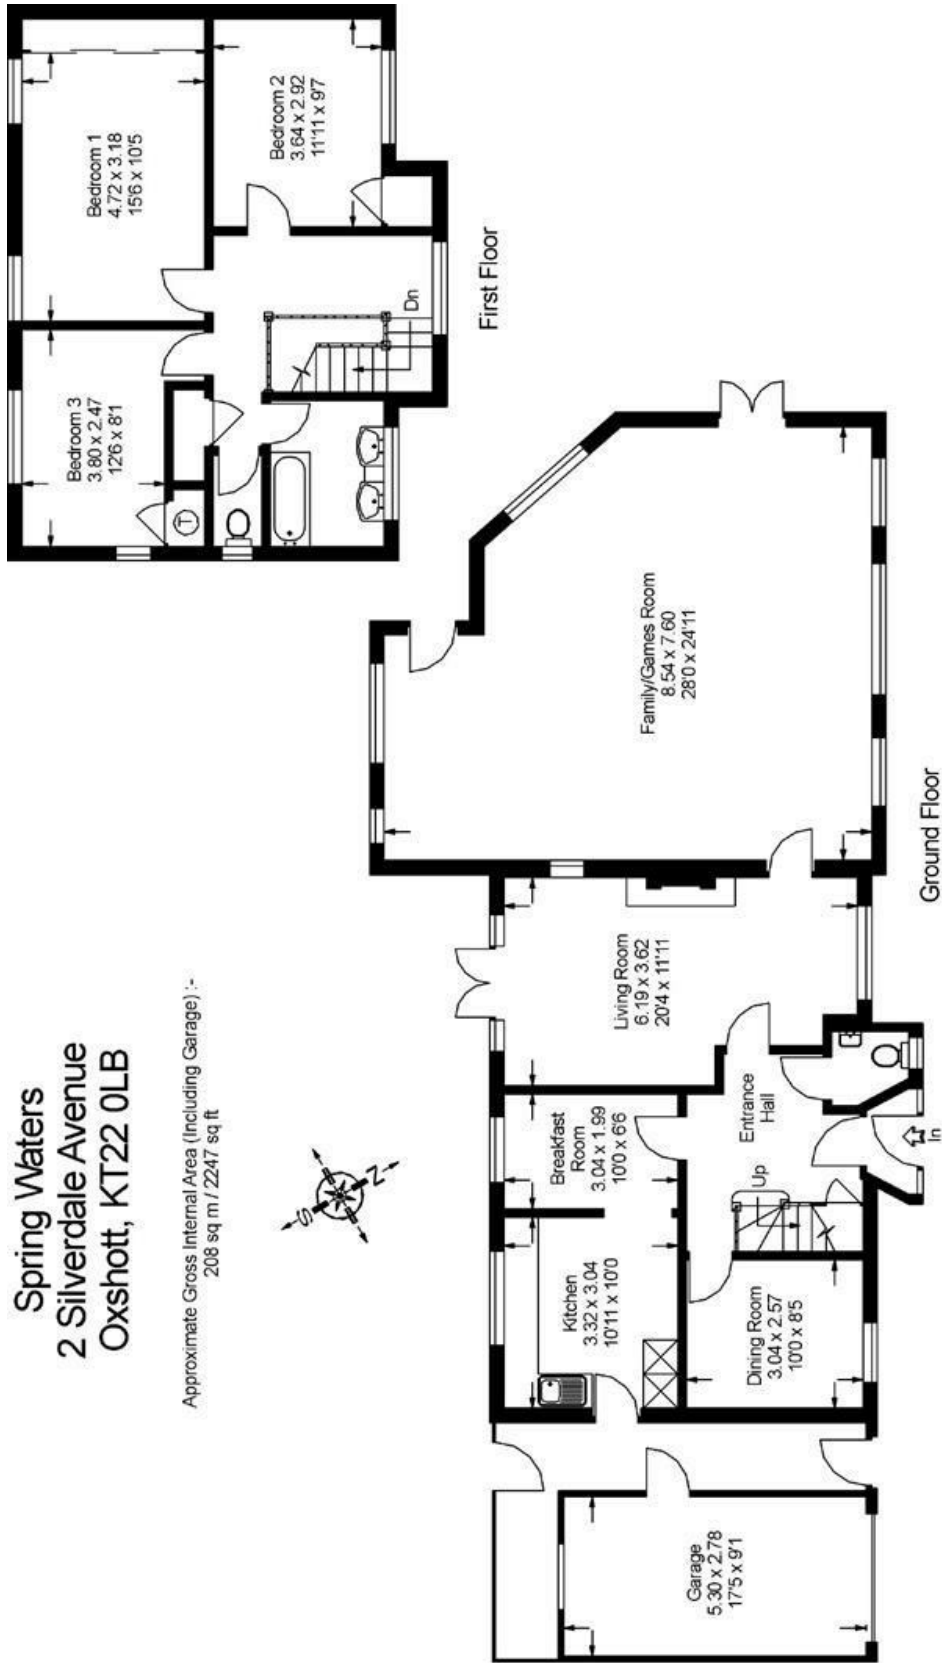 Spring Waters
2 Silverdale Avenue
Oxshott, KT22 0LB
Approximate Gross Internal Area (Including Garage) :-
208 sq m / 2247 sq ft
S
N
Bedroom 3
3.80 x 2.47
12'6 x 8'1
T
Bedroom 1
4.72 x 3.18
15'6 x 10'5
Bedroom 2
3.64 x 2.92
11'11 x 9'7
Dn
First Floor
Garage
5.30 x 2.78
17'5 x 9'1
Kitchen
3.32 x 3.04
10'11 x 10'0
Breakfast
Room
3.04 x 1.99
10'0 x 6'6
Dining Room
3.04 x 2.57
10'0 x 8'5
Up
Entrance
Hall
In
Living Room
6.19 x 3.62
20'4 x 11'11
Family/Games Room
8.54 x 7.60
28'0 x 24'11
Ground Floor